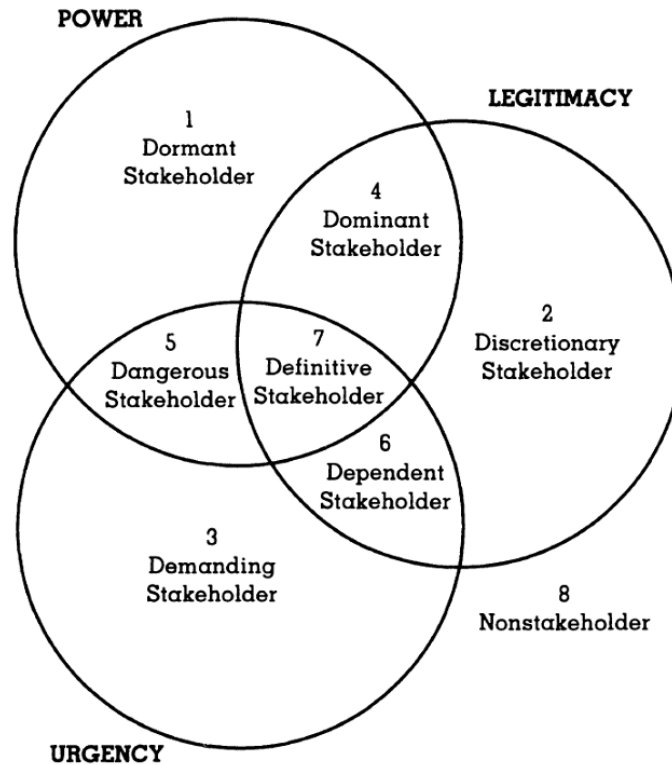 POWER
LEGITIMACY
1
Dormant
Stakeholder
4
Dominant
Stakeholder
2
Discretionary
Stakeholder
5
Dangerous
Stakeholder
7
Definitive
Stakeholder
6
Dependent
Stakeholder
3
Demanding
Stakeholder
8
Nonstakeholder
URGENCY